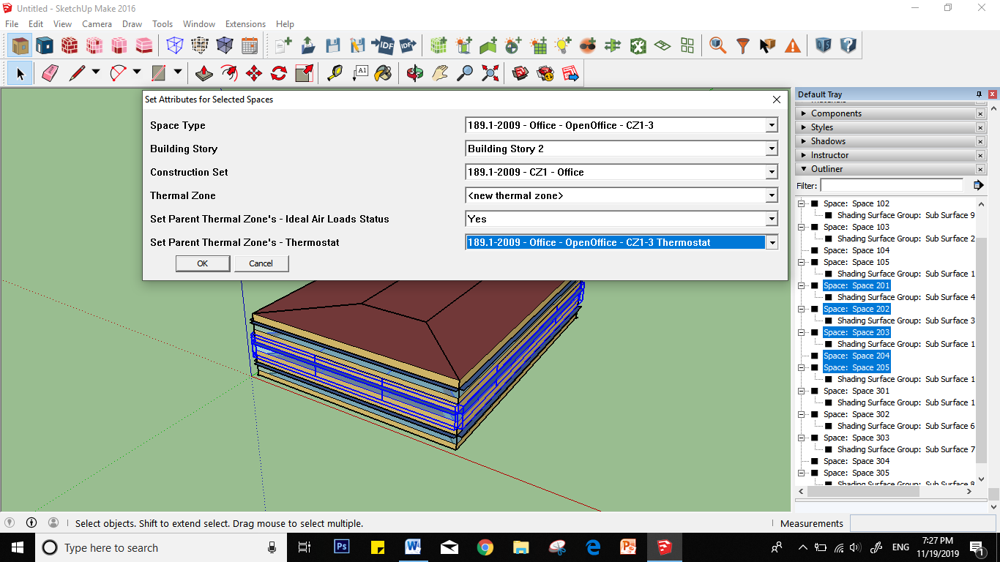 Untitled - SketchUp Make 2016
File Edit View Camera Draw Tools Window Extensions Help
IDF IDF OS
A1
Set Attributes for Selected Spaces
Space Type 189.1-2009 - Office - OpenOffice - CZ1-3
Building Story Building Story 2
Construction Set 189.1-2009 - CZ1 - Office
Thermal Zone <new thermal zone>
Set Parent Thermal Zone's - Ideal Air Loads Status Yes
Set Parent Thermal Zone's - Thermostat 189.1-2009 - Office - OpenOffice - CZ1-3 Thermostat
OK Cancel
Default Tray
Components
Styles
Shadows
Instructor
Outliner
Filter:
Space: Space 102
Shading Surface Group: Sub Surface 9
Space: Space 103
Shading Surface Group: Sub Surface 2
Space: Space 104
Space: Space 105
Shading Surface Group: Sub Surface 1
Space: Space 201
Shading Surface Group: Sub Surface 4
Space: Space 202
Shading Surface Group: Sub Surface 3
Space: Space 203
Shading Surface Group: Sub Surface 1
Space: Space 204
Space: Space 205
Shading Surface Group: Sub Surface 1
Space: Space 301
Shading Surface Group: Sub Surface 1
Space: Space 302
Shading Surface Group: Sub Surface 6
Space: Space 303
Shading Surface Group: Sub Surface 7
Space: Space 304
Space: Space 305
Shading Surface Group: Sub Surface 8
Select objects. Shift to extend select. Drag mouse to select multiple.
Measurements
Type here to search
Ps
W
P
ENG
7:27 PM
11/19/2019
1